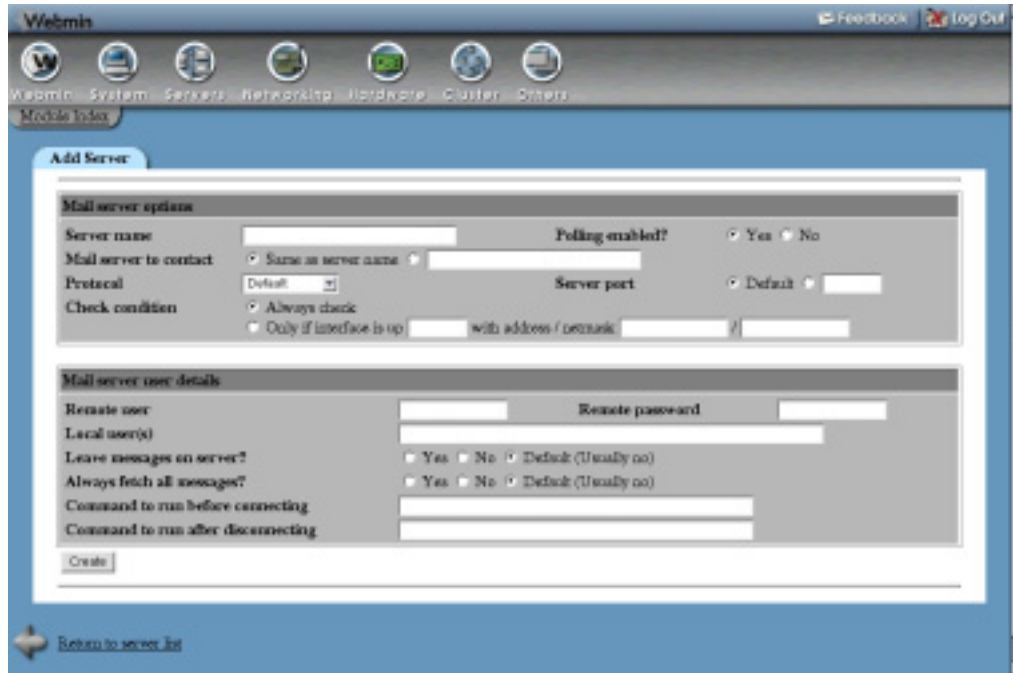 Webmin
Feedback Log Out
Webmin System Servers Networking Hardware Cluster Others
Module Index
Add Server
Mail server options
Server name Polling enabled? Yes No
Mail server to contact Same as server name
Protocol Default Server port Default
Check condition Always check
Only if interface is up with address / netmask /
Mail server user details
Remote user Remote password
Local user(s)
Leave messages on server? Yes No Default (Usually no)
Always fetch all messages? Yes No Default (Usually no)
Command to run before connecting
Command to run after disconnecting
Create
Return to server list